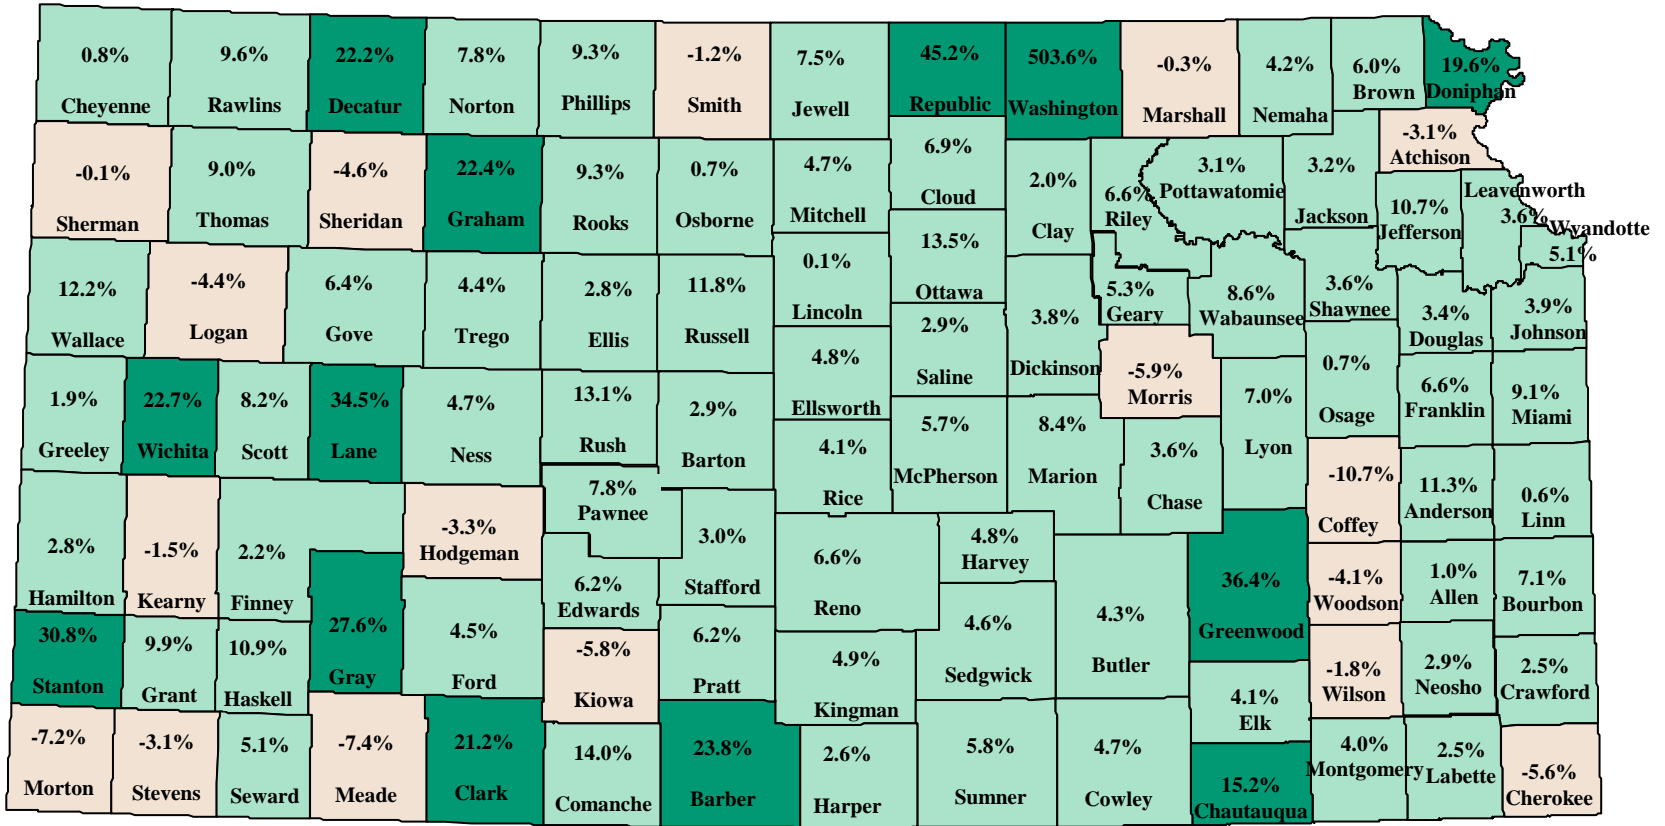 0.8%
Cheyenne
9.6%
Rawlins
22.2%
Decatur
7.8%
Norton
9.3%
Phillips
-1.2%
Smith
7.5%
Jewell
45.2%
Republic
503.6%
Washington
-0.3%
Marshall
4.2%
Nemaha
6.0%
Brown
19.6%
Doniphan
-0.1%
Sherman
9.0%
Thomas
-4.6%
Sheridan
22.4%
Graham
9.3%
Rooks
0.7%
Osborne
4.7%
Mitchell
6.9%
Cloud
2.0%
Clay
6.6%
Riley
3.1%
Pottawatomie
3.2%
Jackson
-3.1%
Atchison
10.7%
Jefferson
Leavenworth
3.6%
Wyandotte
5.1%
12.2%
Wallace
-4.4%
Logan
6.4%
Gove
4.4%
Trego
2.8%
Ellis
11.8%
Russell
0.1%
Lincoln
13.5%
Ottawa
3.8%
Dickinson
5.3%
Geary
8.6%
Wabaunsee
3.6%
Shawnee
3.4%
Douglas
3.9%
Johnson
1.9%
Greeley
22.7%
Wichita
8.2%
Scott
34.5%
Lane
4.7%
Ness
13.1%
Rush
2.9%
Barton
4.8%
Ellsworth
2.9%
Saline
-5.9%
Morris
7.0%
Lyon
0.7%
Osage
6.6%
Franklin
9.1%
Miami
4.1%
Rice
5.7%
McPherson
8.4%
Marion
3.6%
Chase
-10.7%
Coffey
11.3%
Anderson
0.6%
Linn
2.8%
Hamilton
-1.5%
Kearny
2.2%
Finney
-3.3%
Hodgeman
7.8%
Pawnee
3.0%
Stafford
6.6%
Reno
4.8%
Harvey
4.3%
Butler
36.4%
Greenwood
-4.1%
Woodson
1.0%
Allen
7.1%
Bourbon
30.8%
Stanton
9.9%
Grant
10.9%
Haskell
27.6%
Gray
4.5%
Ford
6.2%
Edwards
-5.8%
Kiowa
6.2%
Pratt
4.9%
Kingman
4.6%
Sedgwick
4.1%
Elk
-1.8%
Wilson
2.9%
Neosho
2.5%
Crawford
-7.2%
Morton
-3.1%
Stevens
5.1%
Seward
-7.4%
Meade
21.2%
Clark
14.0%
Comanche
23.8%
Barber
2.6%
Harper
5.8%
Sumner
4.7%
Cowley
15.2%
Chautauqua
4.0%
Montgomery
2.5%
Labette
-5.6%
Cherokee